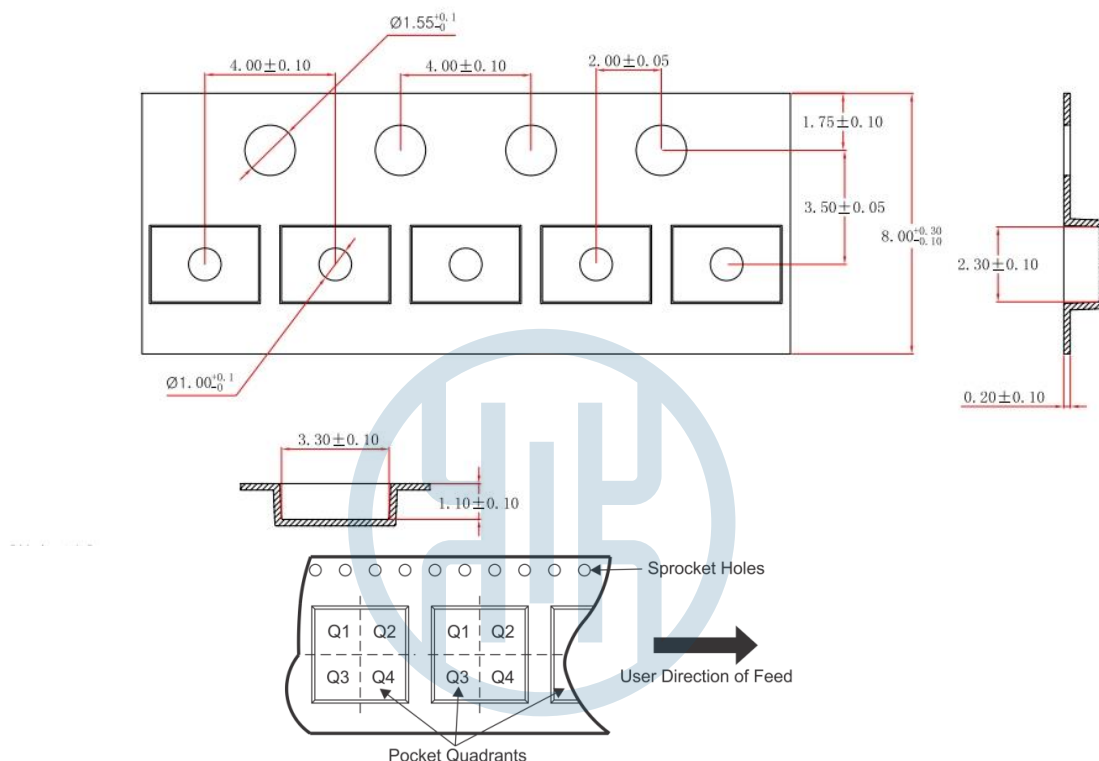 Ø1.55+0.1 -0
4.00±0.10
4.00±0.10
2.00±0.05
1.75±0.10
3.50±0.05
8.00+0.30 -0.10
2.30±0.10
Ø1.00+0.1 -0
0.20±0.10
3.30±0.10
1.10±0.10
Sprocket Holes
Q1 Q2 Q1 Q2
Q3 Q4 Q3 Q4
User Direction of Feed
Pocket Quadrants